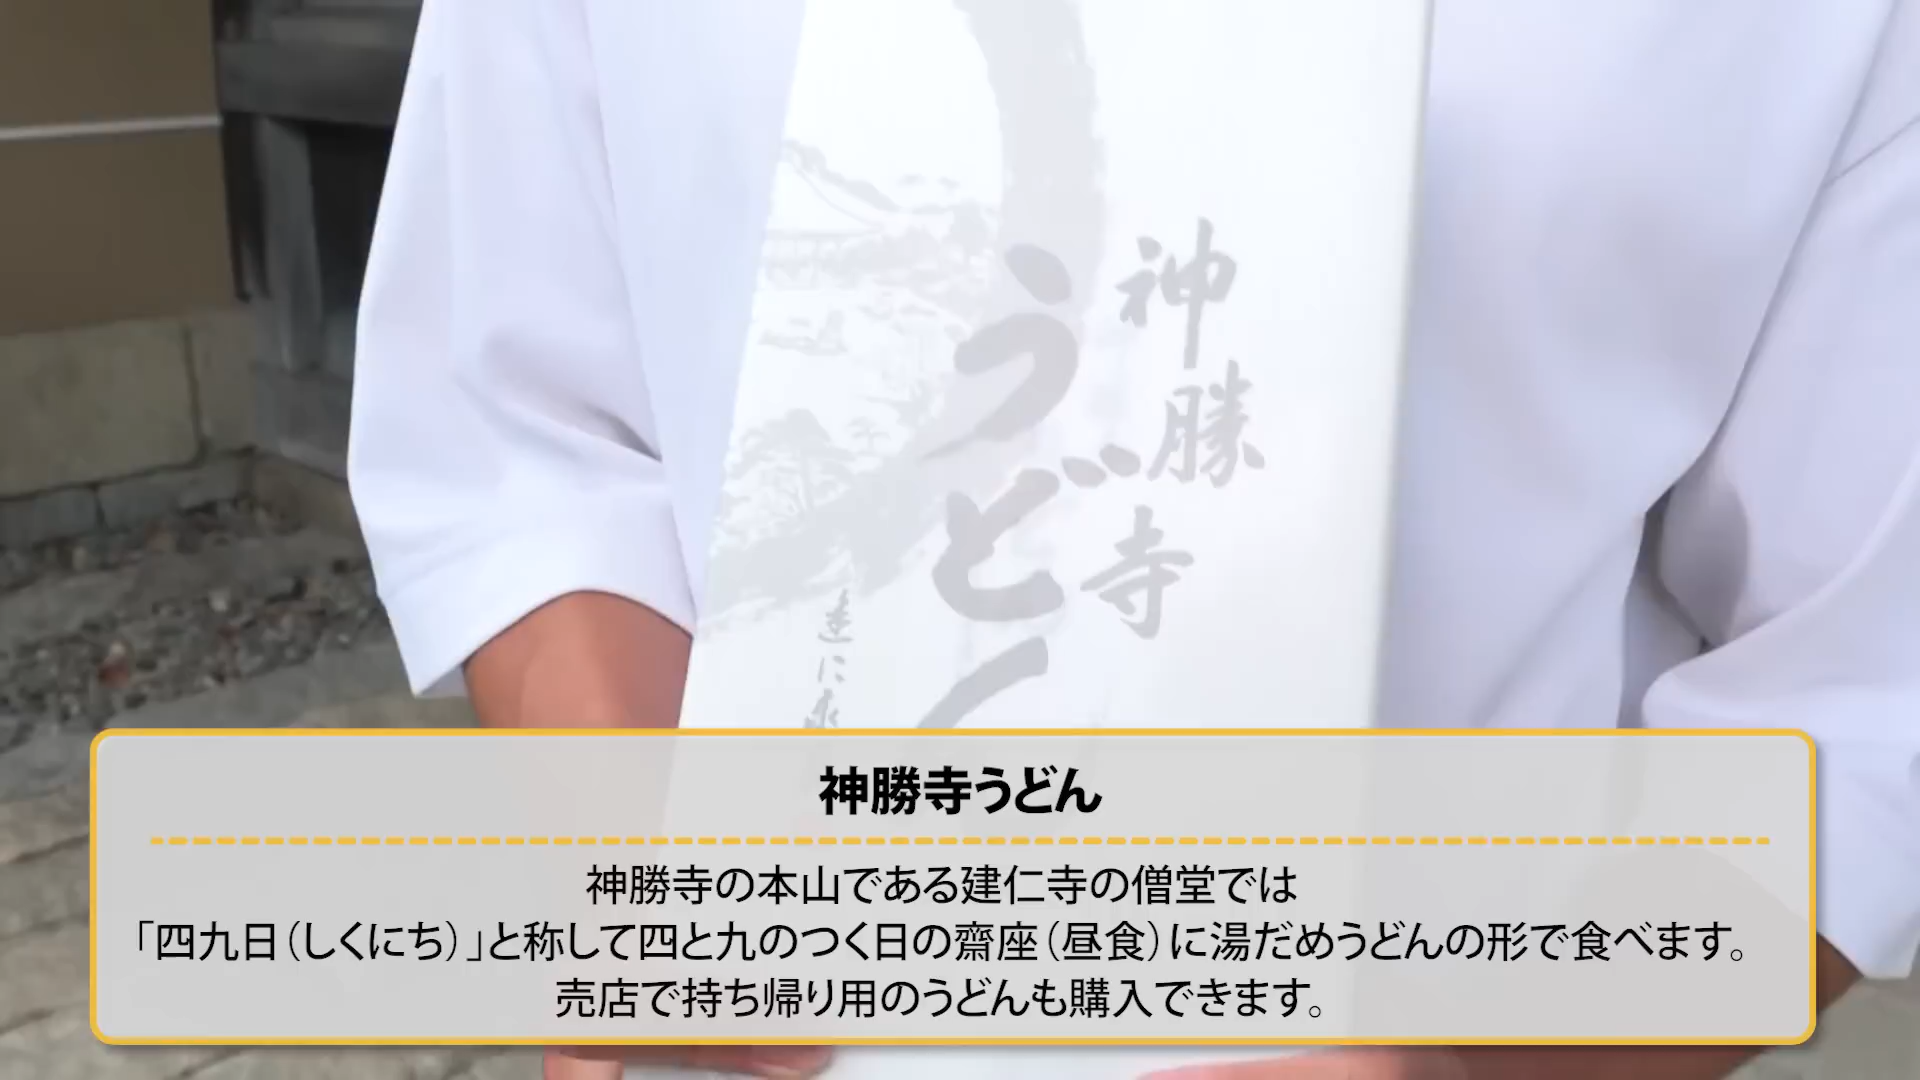 神勝寺
うどん
神勝寺うどん
神勝寺の本山である建仁寺の僧堂では
「四九日(しくにち)」と称して四と九のつく日の齋座(昼食)に湯だめうどんの形で食べます。
売店で持ち帰り用のうどんも購入できます。